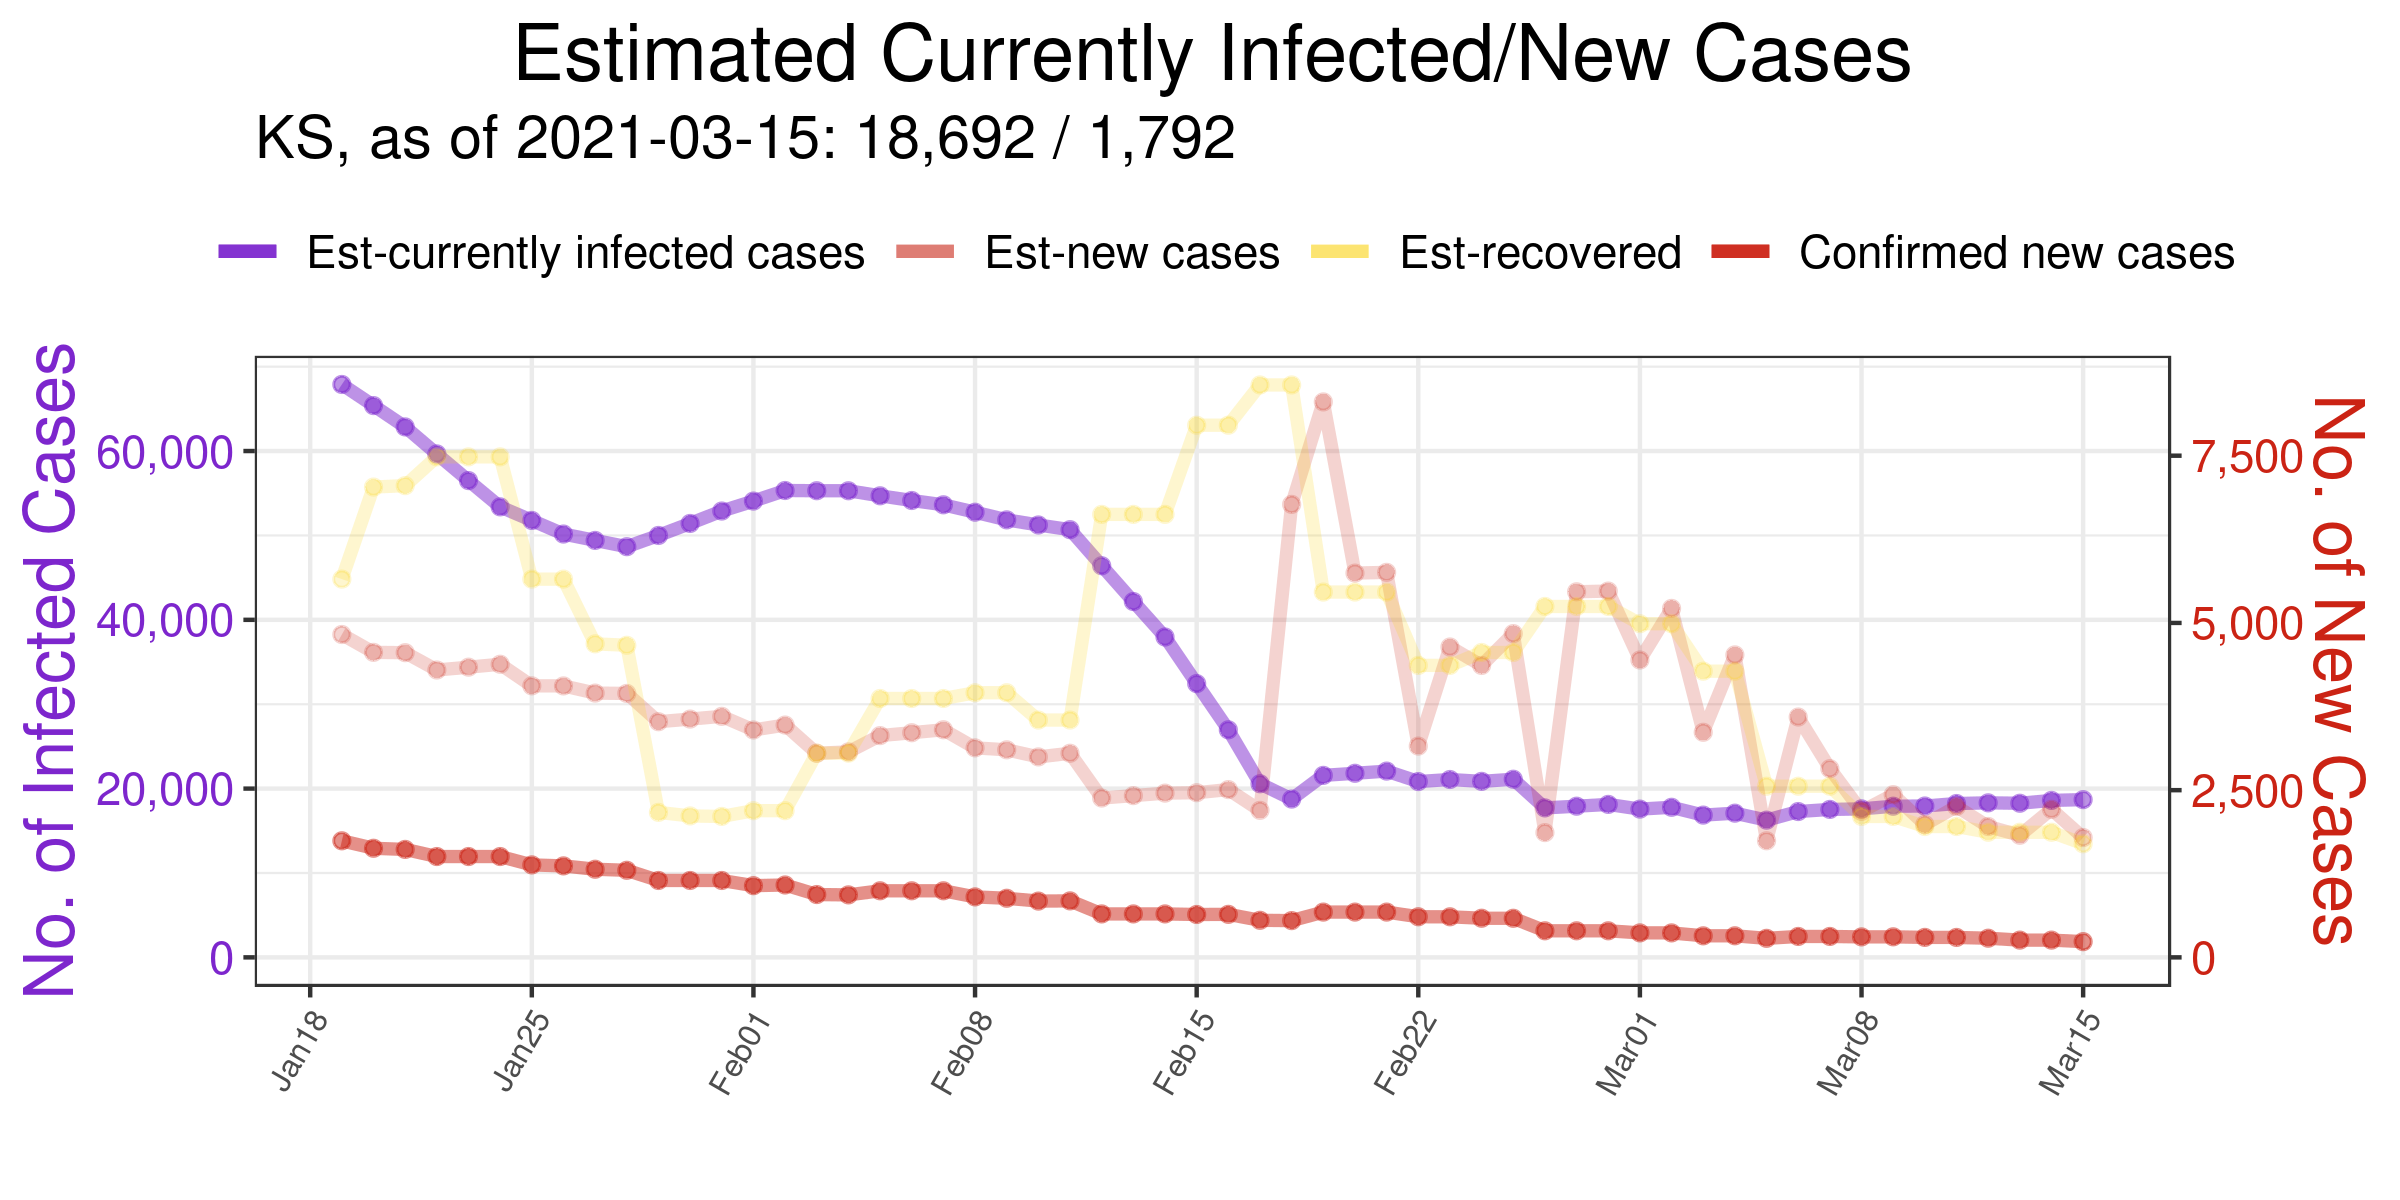 Estimated Currently Infected/New Cases
KS, as of 2021-03-15: 18,692 / 1,792
Est-currently infected cases Est-new cases Est-recovered Confirmed new cases
No. of Infected Cases
60,000
40,000
20,000
0
7,500
5,000
2,500
0
No. of New Cases
Jan18 Jan25 Feb01 Feb08 Feb15 Feb22 Mar01 Mar08 Mar15